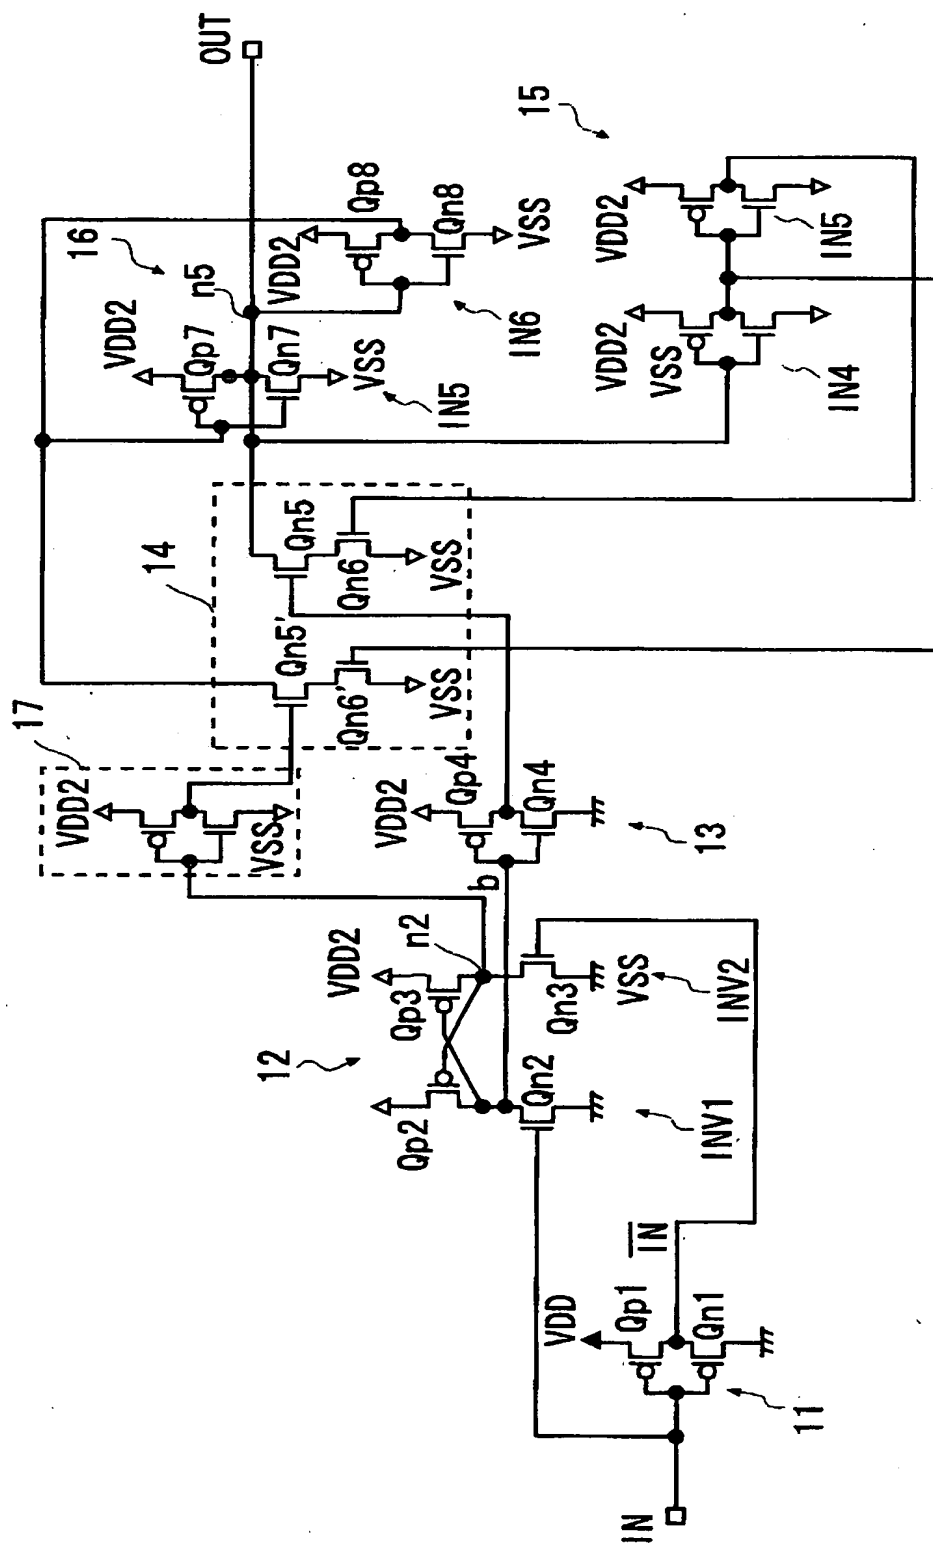 IN
11
VDD
Qp1
Qn1
IN
12
Qp2
Qp3
VDD2
n2
Qn2
Qn3
VSS
INV1
INV2
17
VDD2
VSS
b
VDD2
Qp4
Qn4
13
14
Qn5'
Qn6'
VSS
Qn5
Qn6
VSS
16
VDD2
Qp7
n5
Qn7
VSS
IN5
VDD2
Qp8
Qn8
VSS
IN6
OUT
15
VDD2
VSS
IN4
VDD2
IN5